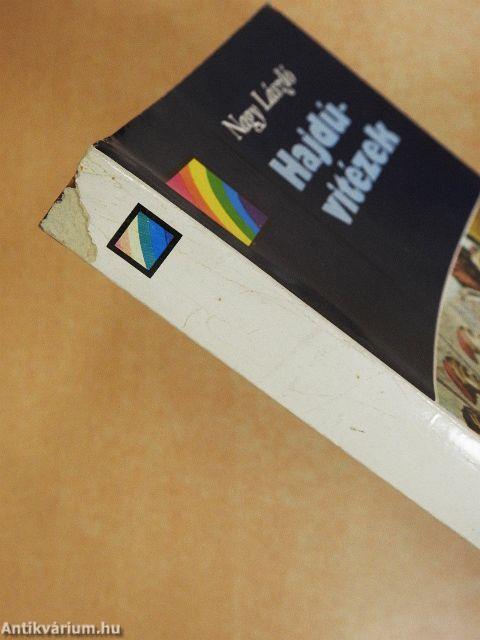 Nagy László
Hajdú-
vitézek
Antikvárium.hu